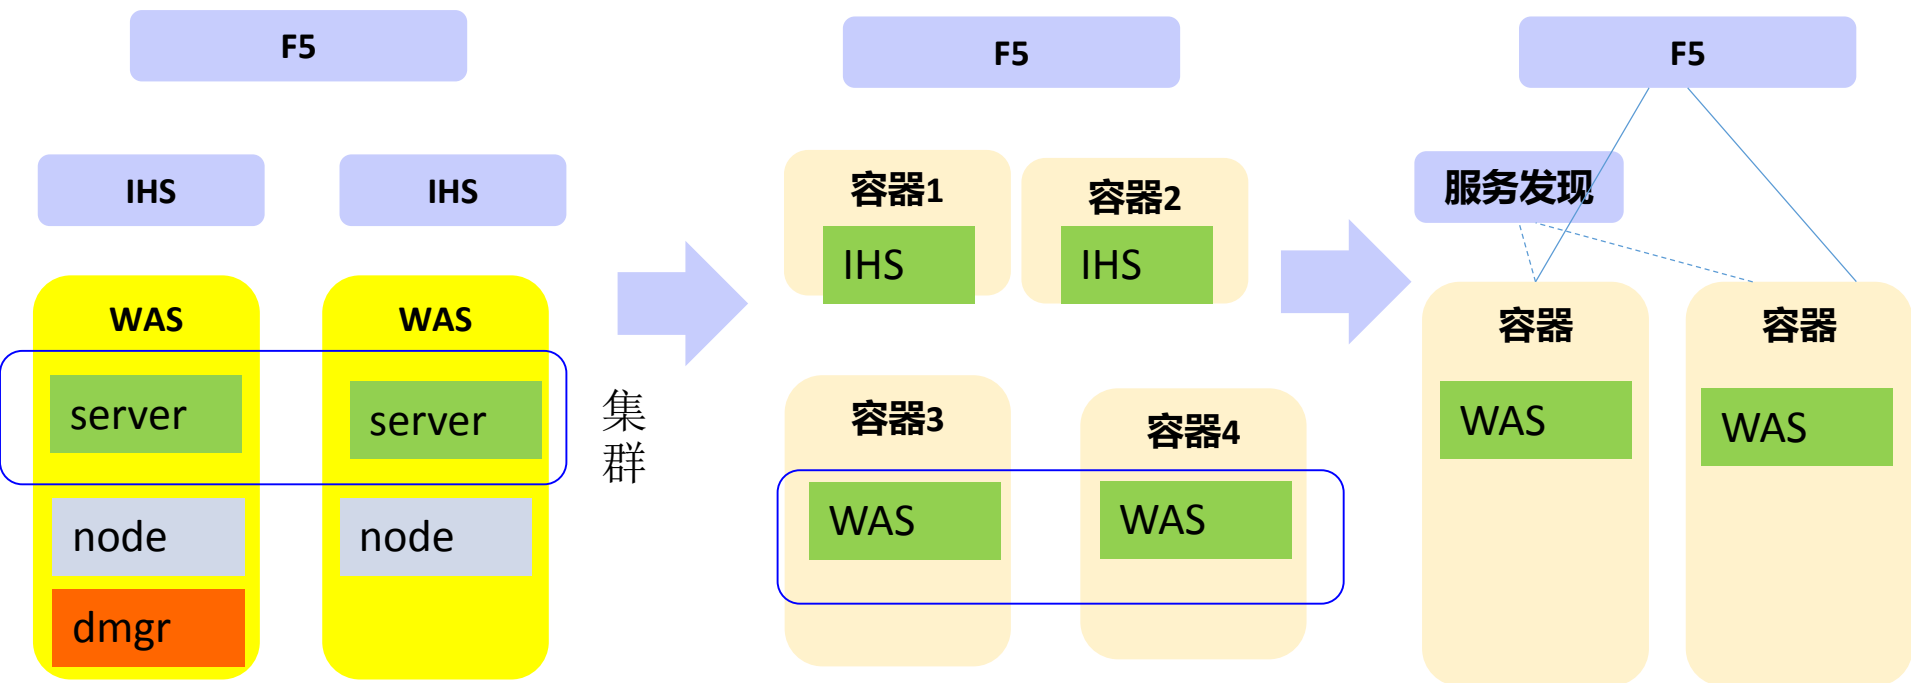 F5
IHS
IHS
WAS
WAS
server
server
node
node
dmgr
集
群
F5
容器1
容器2
IHS
IHS
容器3
容器4
WAS
WAS
F5
服务发现
容器
容器
WAS
WAS